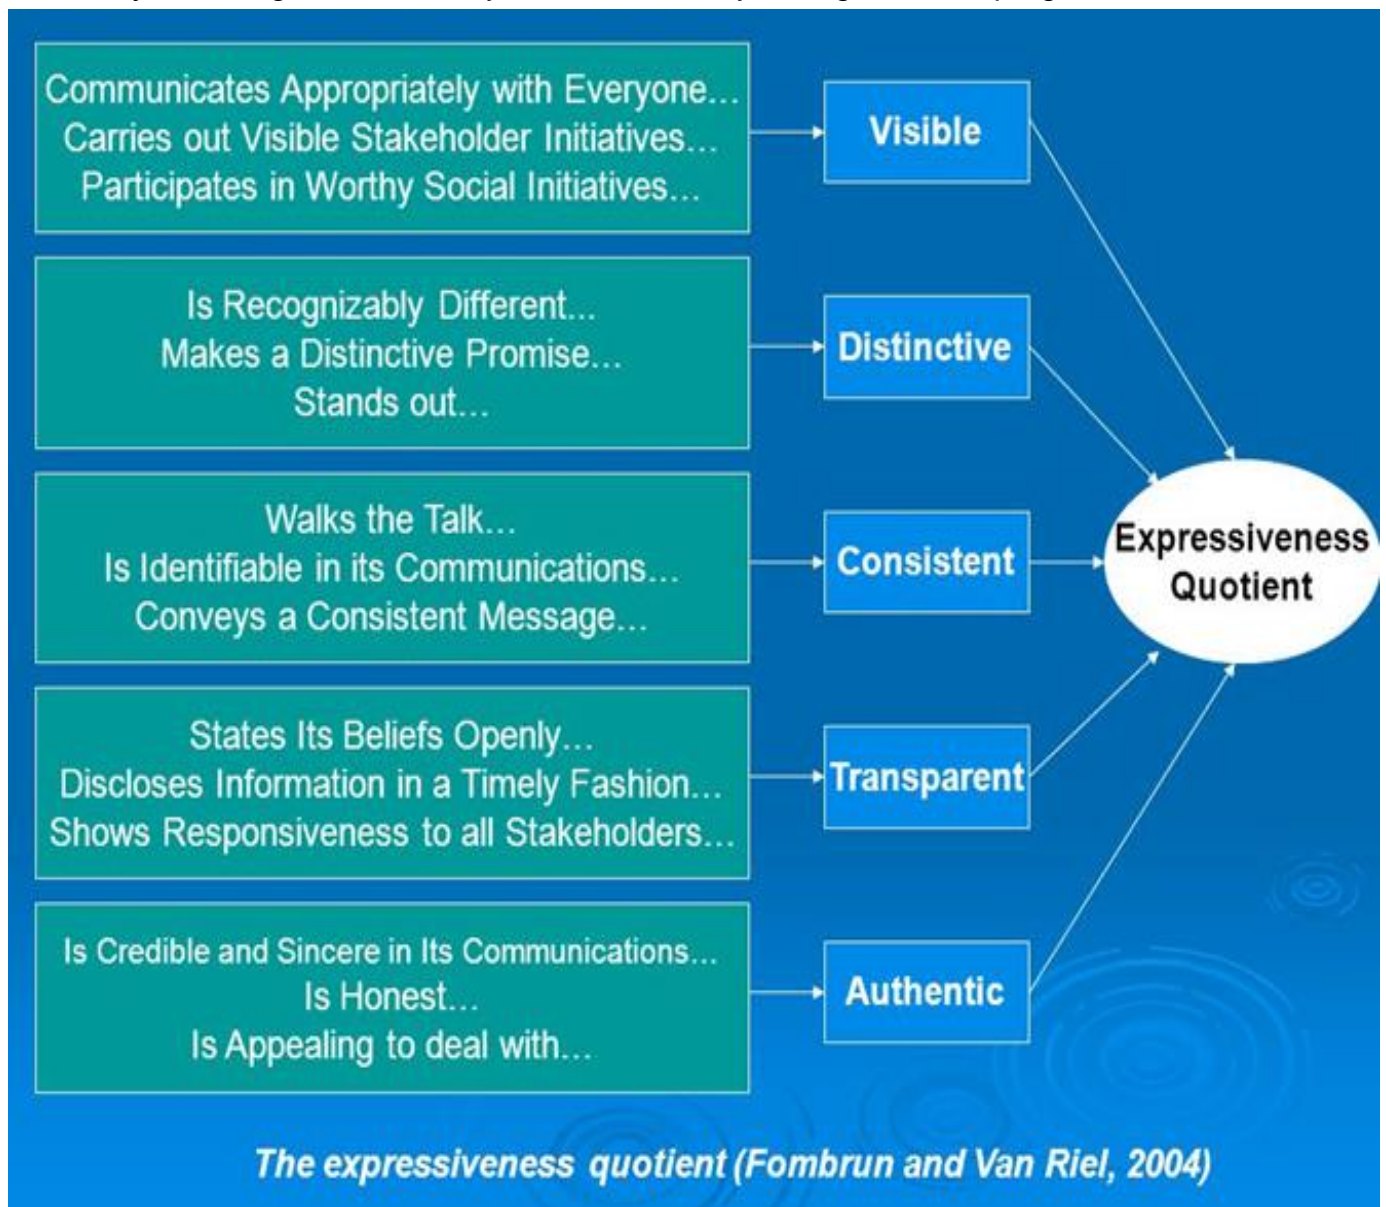 Communicates Appropriately with Everyone…
Carries out Visible Stakeholder Initiatives…
Participates in Worthy Social Initiatives…
Visible
Is Recognizably Different...
Makes a Distinctive Promise…
Stands out…
Distinctive
Walks the Talk…
Is Identifiable in its Communications…
Conveys a Consistent Message…
Consistent
States Its Beliefs Openly…
Discloses Information in a Timely Fashion…
Shows Responsiveness to all Stakeholders…
Transparent
Is Credible and Sincere in Its Communications…
Is Honest…
Is Appealing to deal with…
Authentic
Expressiveness
Quotient
The expressiveness quotient (Fombrun and Van Riel, 2004)